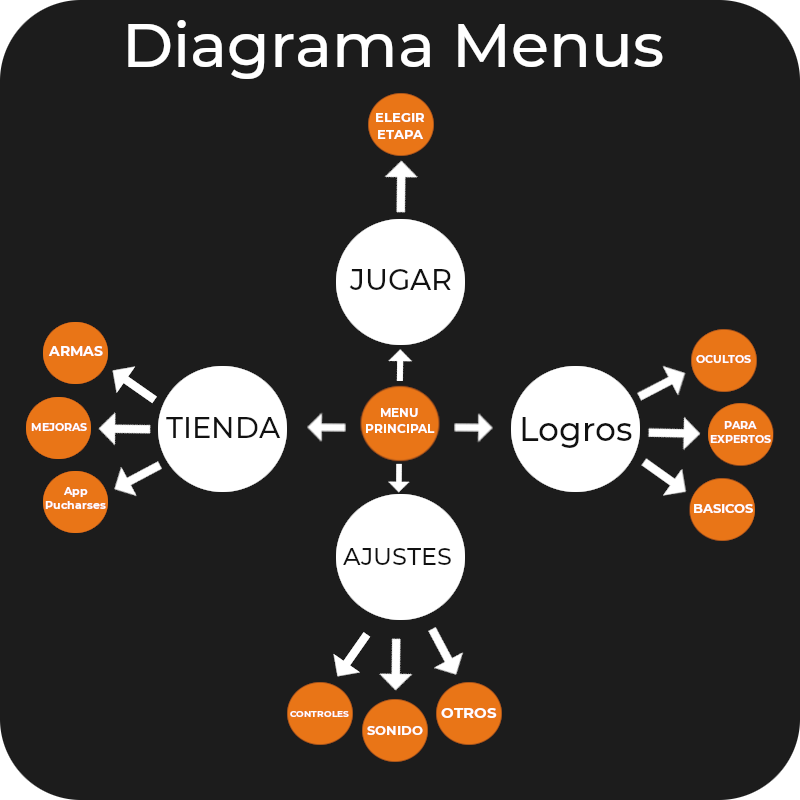 Diagrama Menus
ELEGIR
ETAPA
JUGAR
ARMAS
OCULTOS
MENU
PRINCIPAL
TIENDA
MEJORAS
Logros
PARA
EXPERTOS
App
Pucharses
BASICOS
AJUSTES
CONTROLES
SONIDO
OTROS